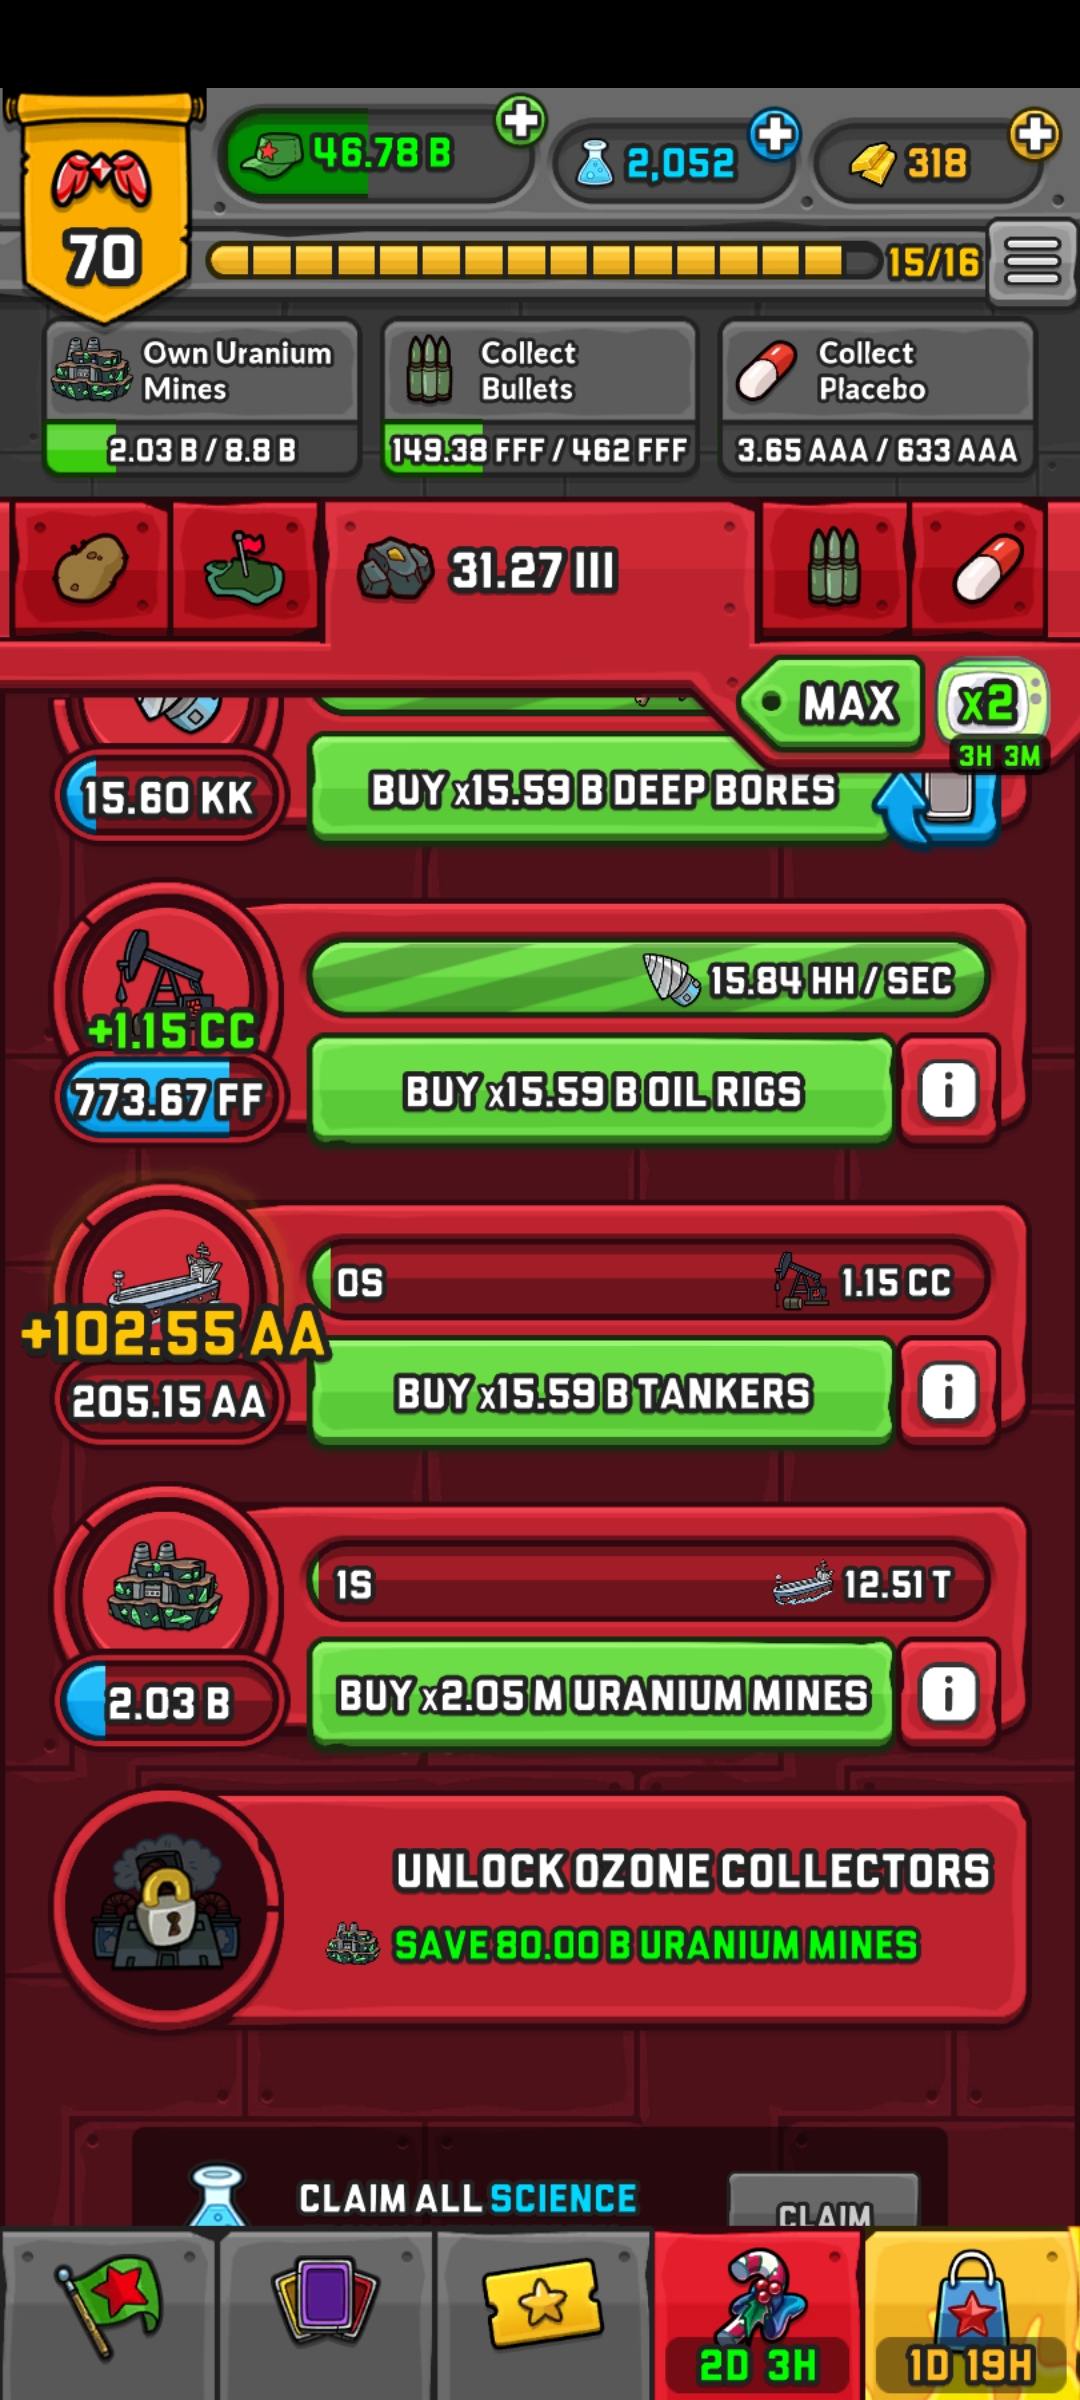 46.78 B
2,052
318
70
15/16
Own Uranium
Mines
2.03 B / 8.8 B
Collect
Bullets
149.38 FFF / 462 FFF
Collect
Placebo
3.65 AAA / 633 AAA
31.27 III
MAX
x2
3H 3M
15.60 KK
BUY x15.59 B DEEP BORES
+1.15 CC
773.67 FF
15.84 HH / SEC
BUY x15.59 B OIL RIGS
i
+102.55 AA
205.15 AA
0S
1.15 CC
BUY x15.59 B TANKERS
i
2.03 B
1S
12.51 T
BUY x2.05 M URANIUM MINES
i
UNLOCK OZONE COLLECTORS
SAVE 80.00 B URANIUM MINES
CLAIM ALL SCIENCE
CLAIM
2D 3H
1D 19H